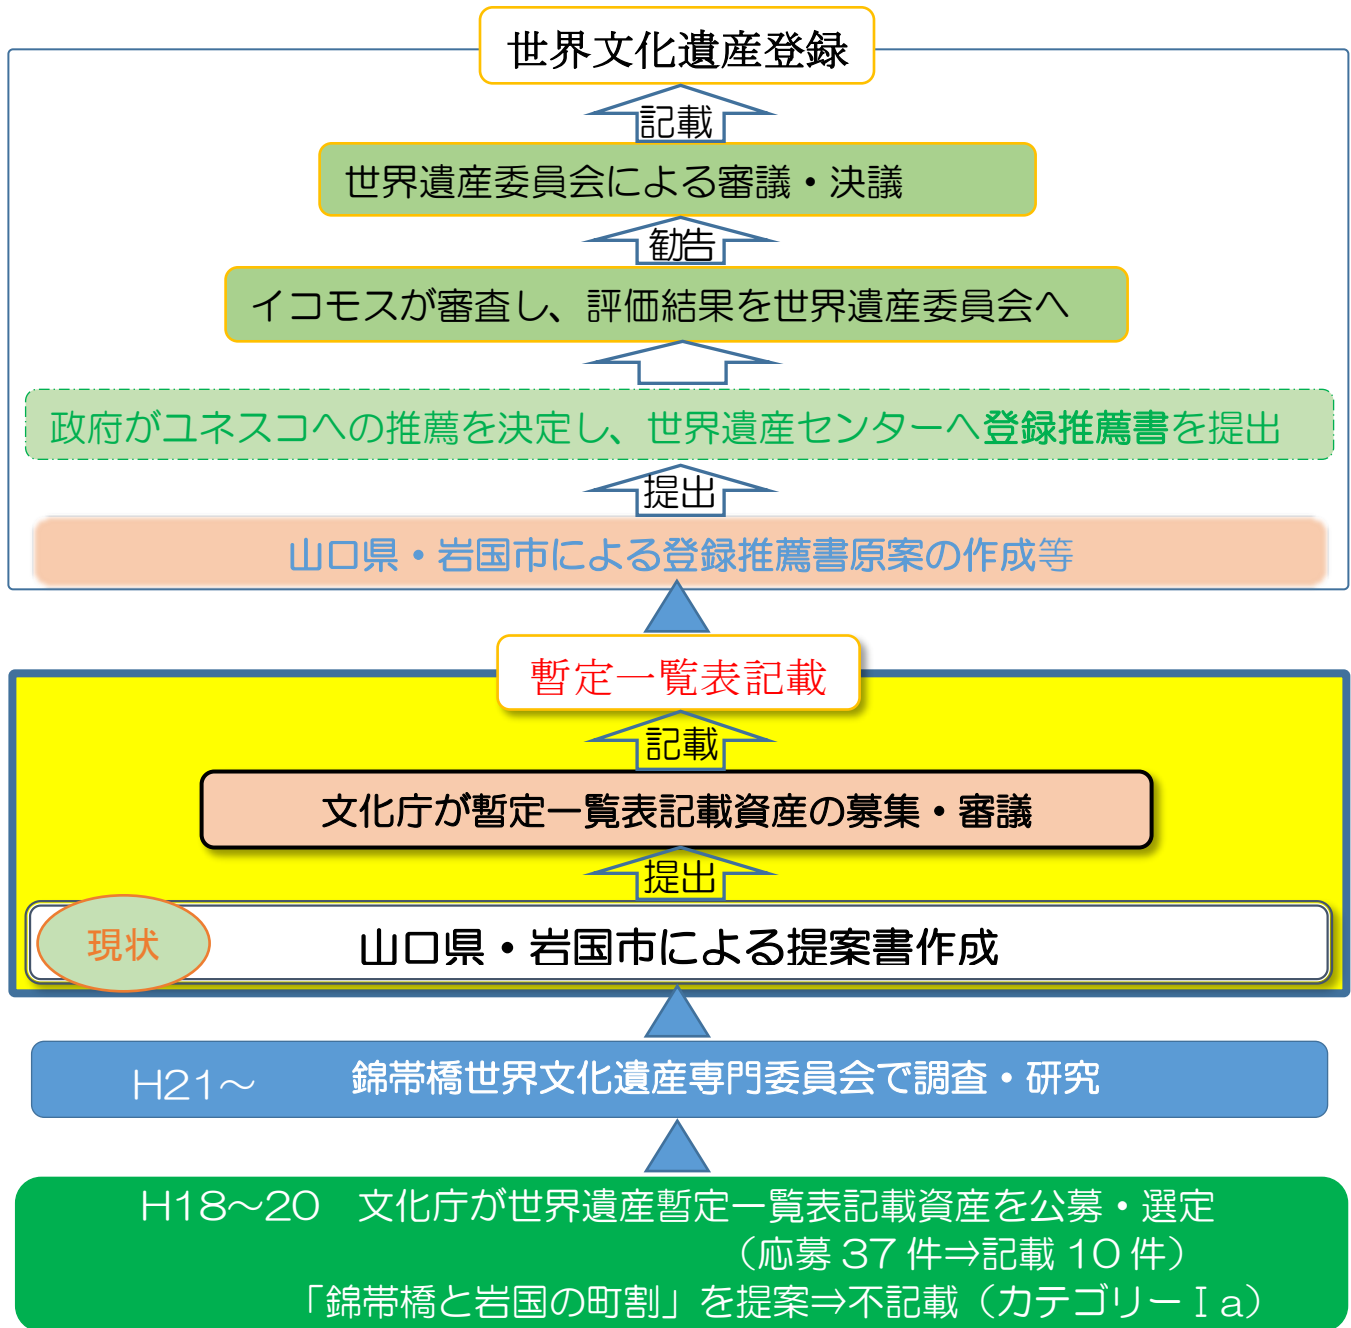 世界文化遺産登録
記載
世界遺産委員会による審議・決議
勧告
イコモスが審査し、評価結果を世界遺産委員会へ
政府がユネスコへの推薦を決定し、世界遺産センターへ登録推薦書を提出
提出
山口県・岩国市による登録推薦書原案の作成等
暫定一覧表記載
記載
文化庁が暫定一覧表記載資産の募集・審議
提出
現状
山口県・岩国市による提案書作成
H21～ 錦帯橋世界文化遺産専門委員会で調査・研究
H18～20 文化庁が世界遺産暫定一覧表記載資産を公募・選定
（応募 37 件⇒記載 10 件）
「錦帯橋と岩国の町割」を提案⇒不記載（カテゴリーⅠa）